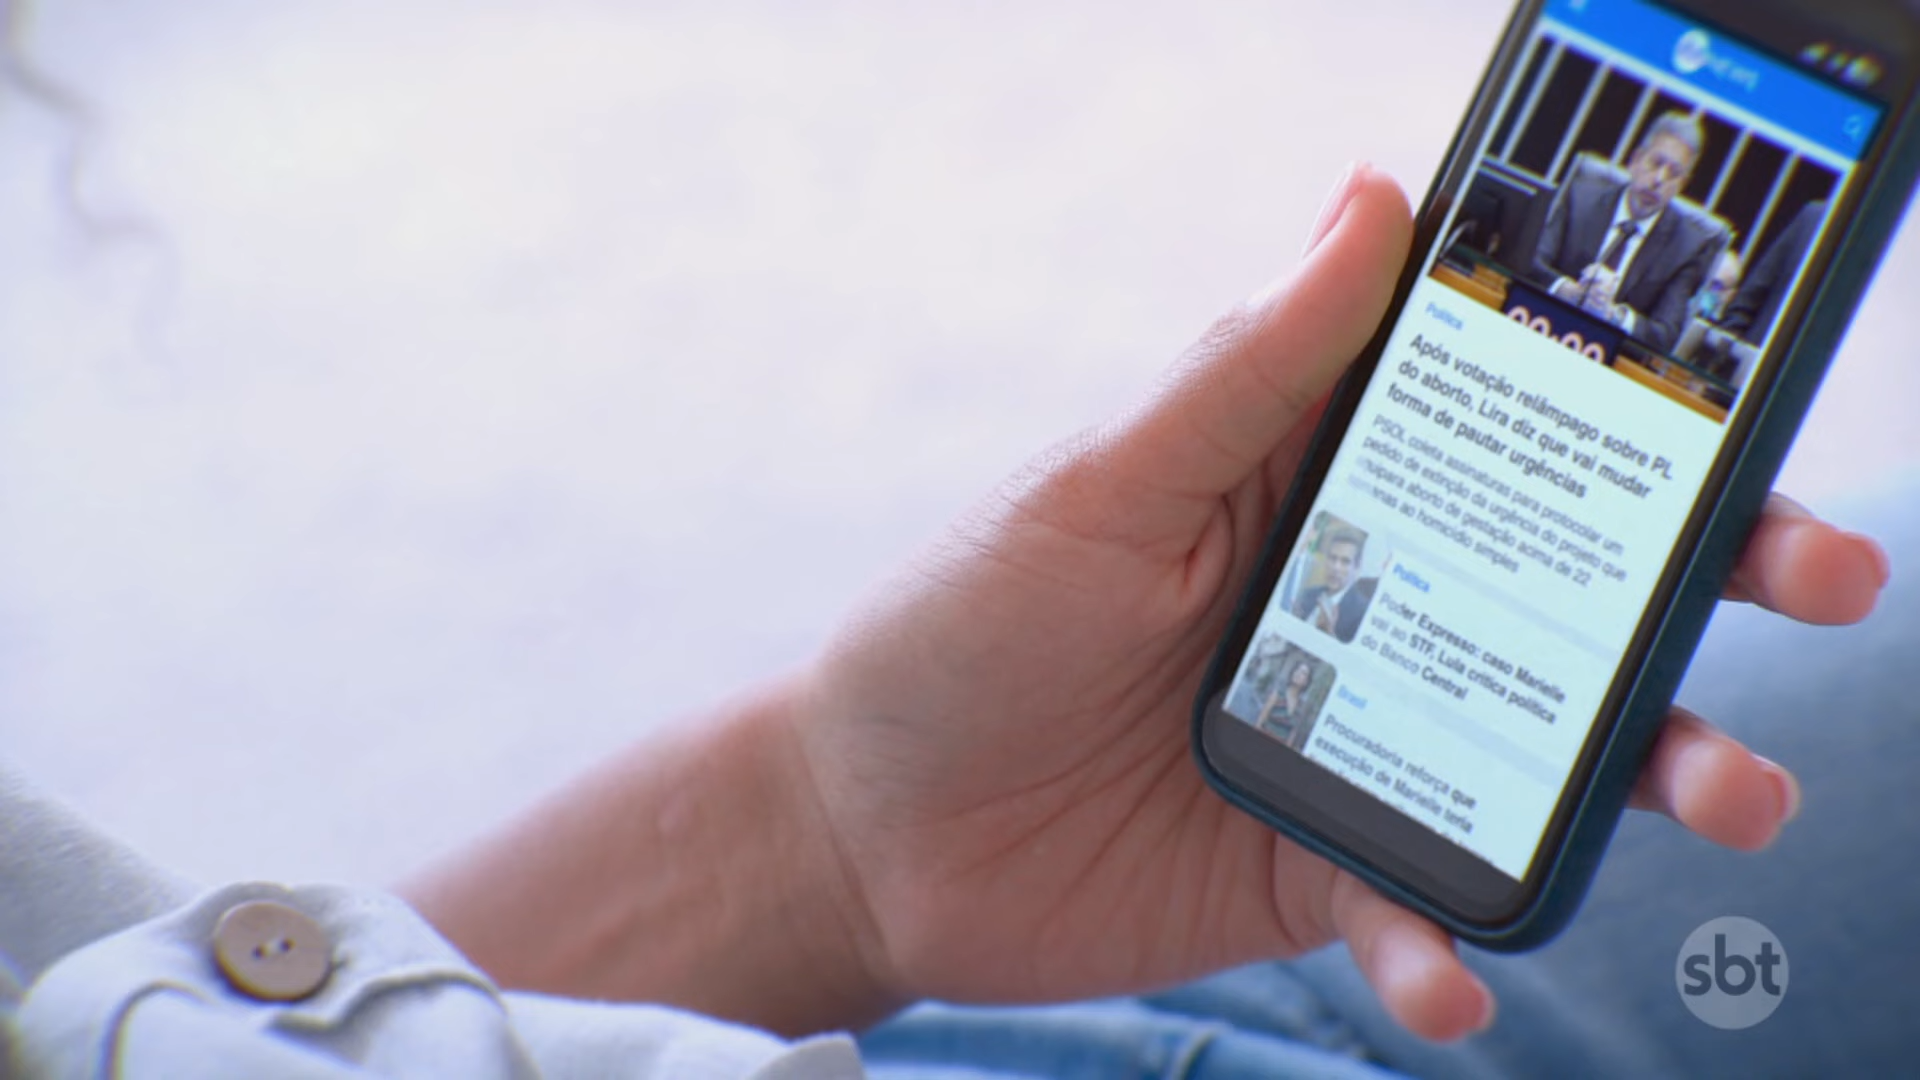 news
Política
Após votação relâmpago sobre PL
do aborto, Lira diz que vai mudar
forma de pautar urgências
PSOL coleta assinaturas para protocolar um
pedido de extinção da urgência do projeto que
equipara aborto de gestação acima de 22
semanas ao homicídio simples
Política
Poder Expresso: caso Marielle
vai ao STF, Lula critica política
do Banco Central
Brasil
Procuradoria reforça que
execução de Marielle teria
sbt